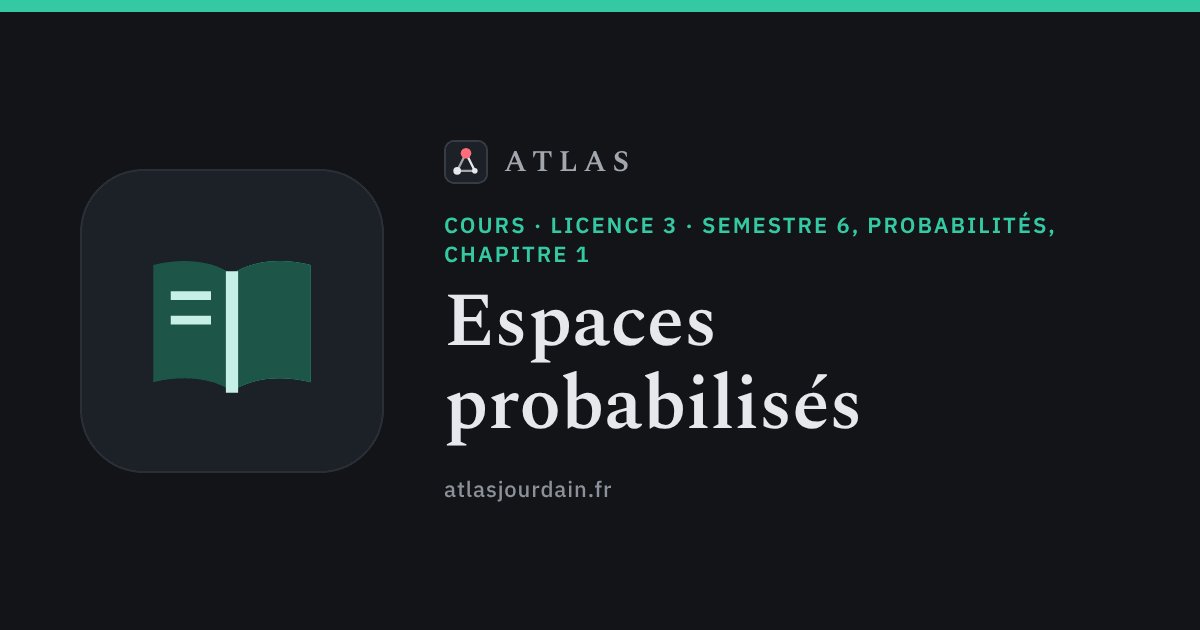 ATLAS
COURS · LICENCE 3 · SEMESTRE 6, PROBABILITÉS,
CHAPITRE 1
Espaces
probabilisés
atlasjourdain.fr